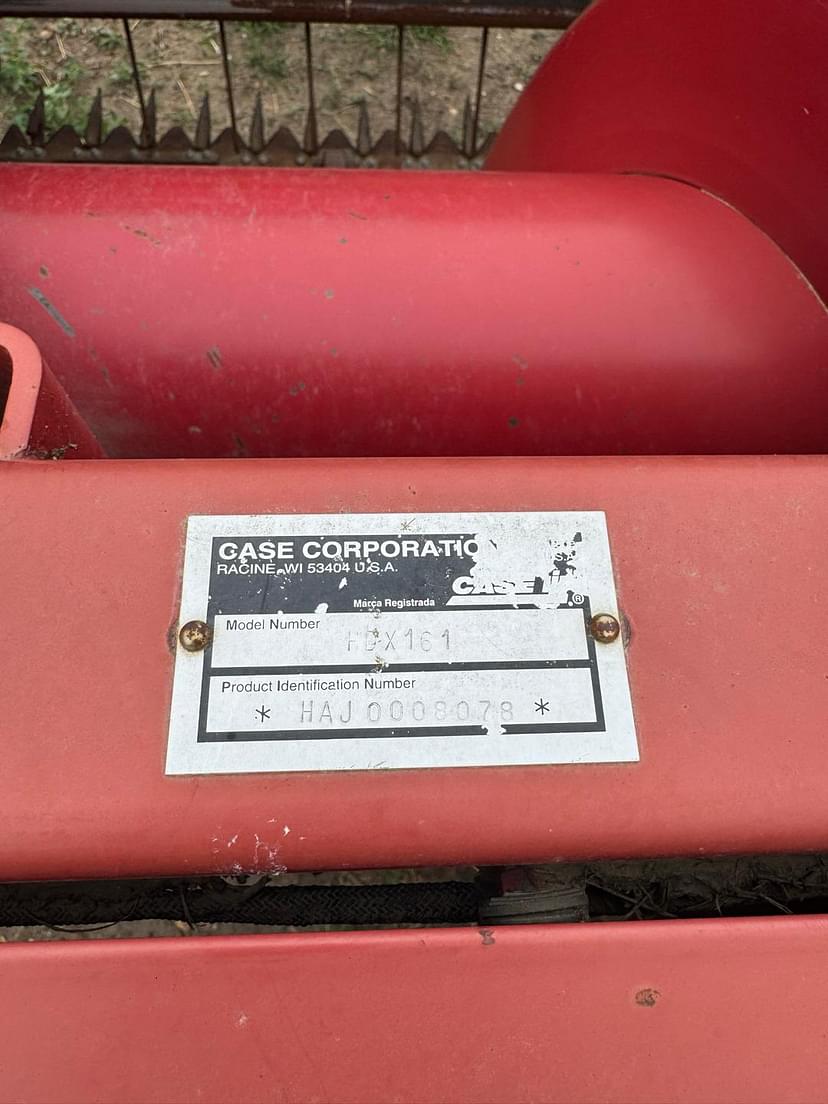 CASE CORPORATION
RACINE, WI 53404 U.S.A.
CASE
Marca Registrada
®
Model Number
HDX161
Product Identification Number
* HAJ0008078 *